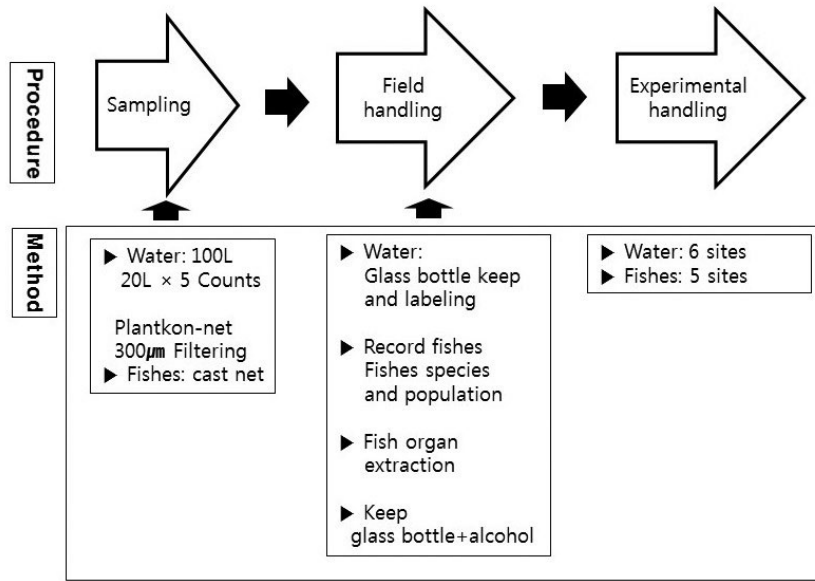 Procedure
Sampling
Field
handling
Experimental
handling
Method
▶ Water: 100L
20L × 5 Counts
Plantkon-net
300㎛ Filtering
▶ Fishes: cast net
▶ Water:
Glass bottle keep
and labeling
▶ Record fishes
Fishes species
and population
▶ Fish organ
extraction
▶ Keep
glass bottle+alcohol
▶ Water: 6 sites
▶ Fishes: 5 sites